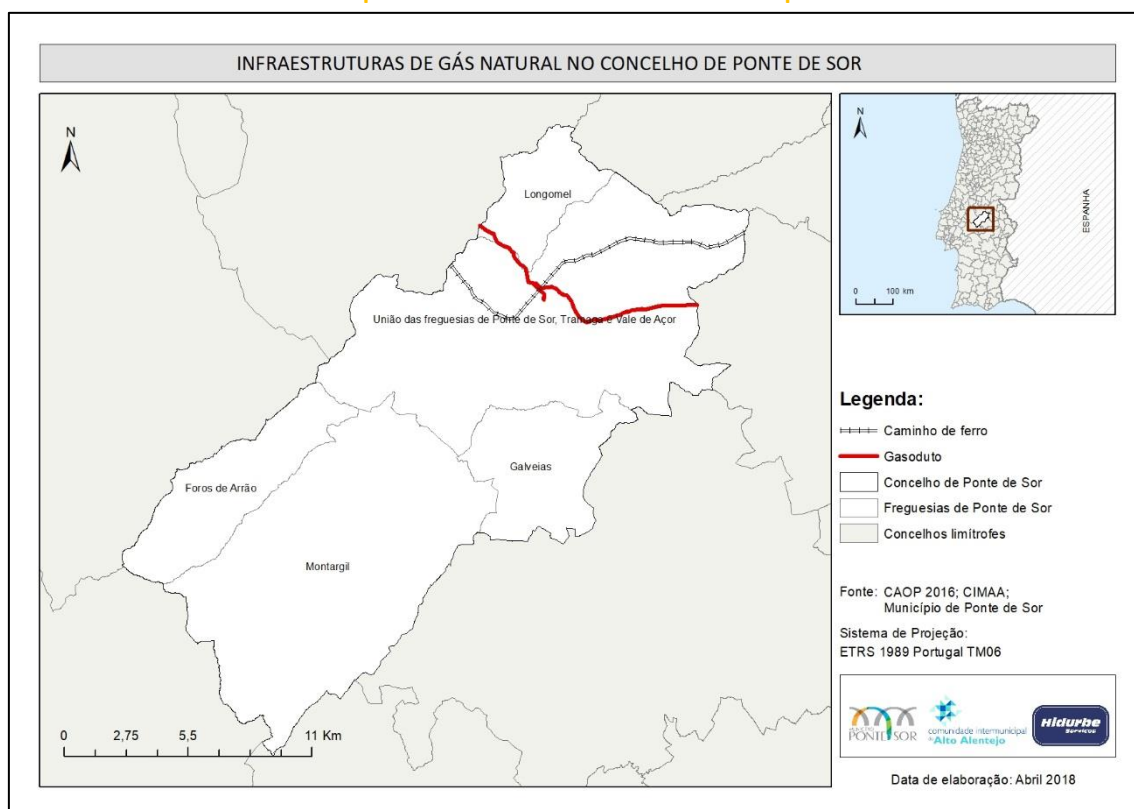 INFRAESTRUTURAS DE GÁS NATURAL NO CONCELHO DE PONTE DE SOR
N
Longomel
União das freguesias de Ponte de Sor, Tramaga e Vale de Açor
Galveias
Foros de Arrão
Montargil
0 2,75 5,5 11 Km
N
ESPANHA
0 100 km
Legenda:
Caminho de ferro
Gasoduto
Concelho de Ponte de Sor
Freguesias de Ponte de Sor
Concelhos limítrofes
Fonte: CAOP 2016; CIMAA;
Município de Ponte de Sor
Sistema de Projeção:
ETRS 1989 Portugal TM06
MUNICÍPIO
PONTE SOR
comunidade intermunicipal
do Alto Alentejo
Hidurbe
Serviços
Data de elaboração: Abril 2018